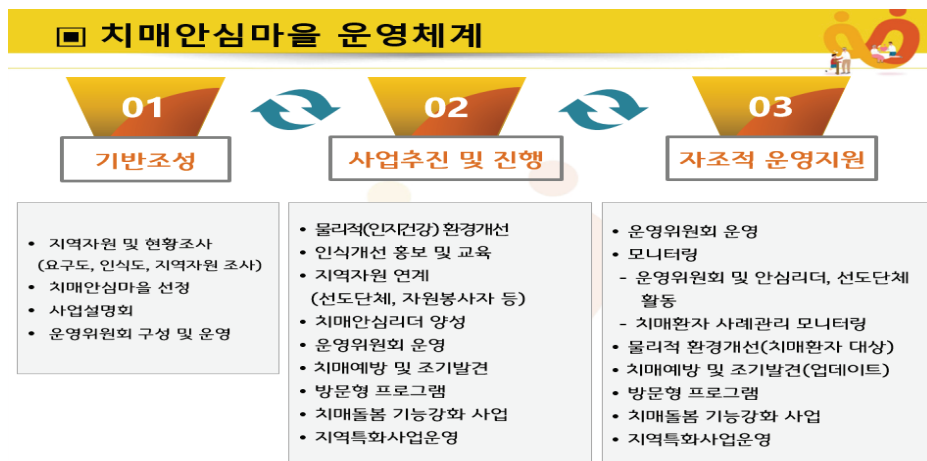 ▣ 치매안심마을 운영체계
01
기반조성
• 지역자원 및 현황조사
(요구도, 인식도, 지역자원 조사)
• 치매안심마을 선정
• 사업설명회
• 운영위원회 구성 및 운영
02
사업추진 및 진행
• 물리적(인지건강) 환경개선
• 인식개선 홍보 및 교육
• 지역자원 연계
(선도단체, 자원봉사자 등)
• 치매안심리더 양성
• 운영위원회 운영
• 치매예방 및 조기발견
• 방문형 프로그램
• 치매돌봄 기능강화 사업
• 지역특화사업운영
03
자조적 운영지원
• 운영위원회 운영
• 모니터링
- 운영위원회 및 안심리더, 선도단체
활동
- 치매환자 사례관리 모니터링
• 물리적 환경개선(치매환자 대상)
• 치매예방 및 조기발견(업데이트)
• 방문형 프로그램
• 치매돌봄 기능강화 사업
• 지역특화사업운영